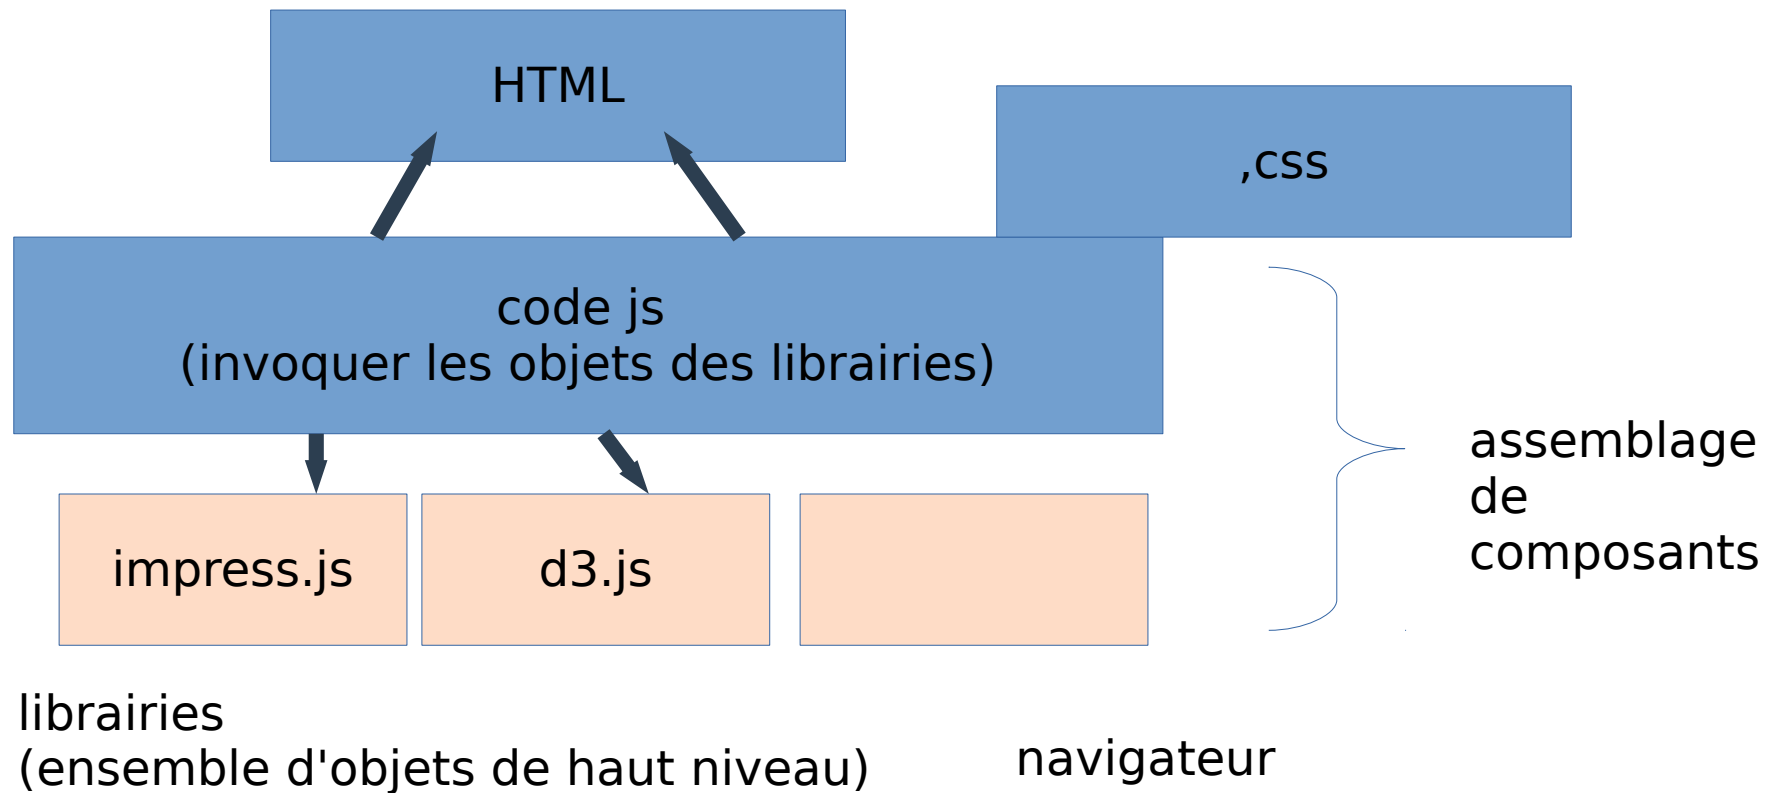 HTML
,css
code js
(invoquer les objets des librairies)
assemblage
de
composants
impress.js
d3.js
librairies
(ensemble d'objets de haut niveau)
navigateur